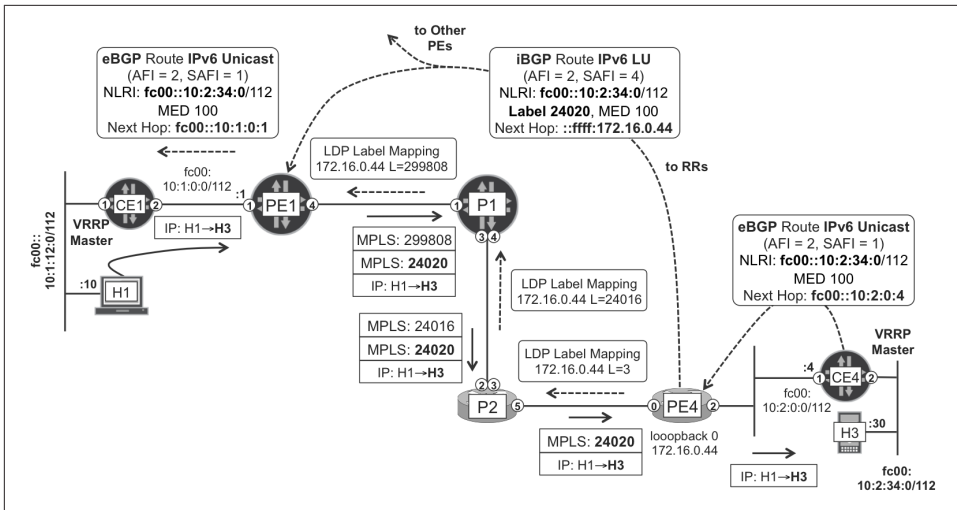 to Other
PEs
eBGP Route IPv6 Unicast
(AFI = 2, SAFI = 1)
NLRI: fc00::10:2:34:0/112
MED 100
Next Hop: fc00::10:1:0:1
iBGP Route IPv6 LU
(AFI = 2, SAFI = 4)
NLRI: fc00::10:2:34:0/112
Label 24020, MED 100
Next Hop: ::ffff:172.16.0.44
LDP Label Mapping
172.16.0.44 L=299808
to RRs
fc00:
10:1:0:0/112
:1
1
CE1
2
1
PE1
4
1
P1
3
4
VRRP
Master
IP: H1→H3
fc00::
10:1:12:0/112
:10
H1
MPLS: 299808
MPLS: 24020
IP: H1→H3
eBGP Route IPv6 Unicast
(AFI = 2, SAFI = 1)
NLRI: fc00::10:2:34:0/112
MED 100
Next Hop: fc00::10:2:0:4
LDP Label Mapping
172.16.0.44 L=24016
MPLS: 24016
MPLS: 24020
IP: H1→H3
LDP Label Mapping
172.16.0.44 L=3
VRRP
Master
:4
1
CE4
2
fc00:
10:2:0:0/112
2
3
P2
5
0
PE4
2
looopback 0
172.16.0.44
MPLS: 24020
IP: H1→H3
IP: H1→H3
H3
:30
fc00:
10:2:34:0/112